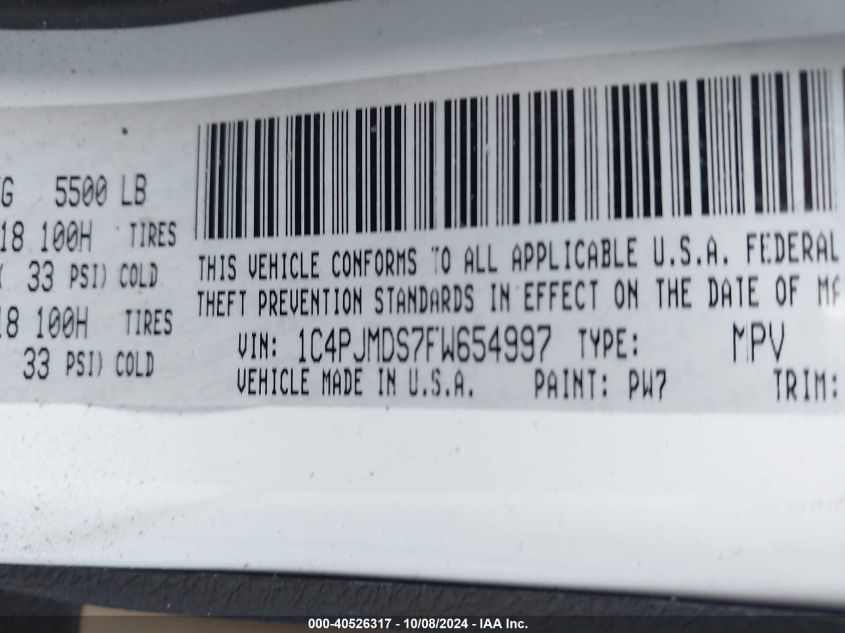 5500 LB
18 100H TIRES
33 PSI) COLD
18 100H TIRES
33 PSI) COLD
THIS VEHICLE CONFORMS TO ALL APPLICABLE U.S.A. FEDERAL
THEFT PREVENTION STANDARDS IN EFFECT ON THE DATE OF
VIN: 1C4PJMDS7FW654997 TYPE: MPV
VEHICLE MADE IN U.S.A. PAINT: PW7 TRIM:
000-40526317 - 10/08/2024 - IAA Inc.